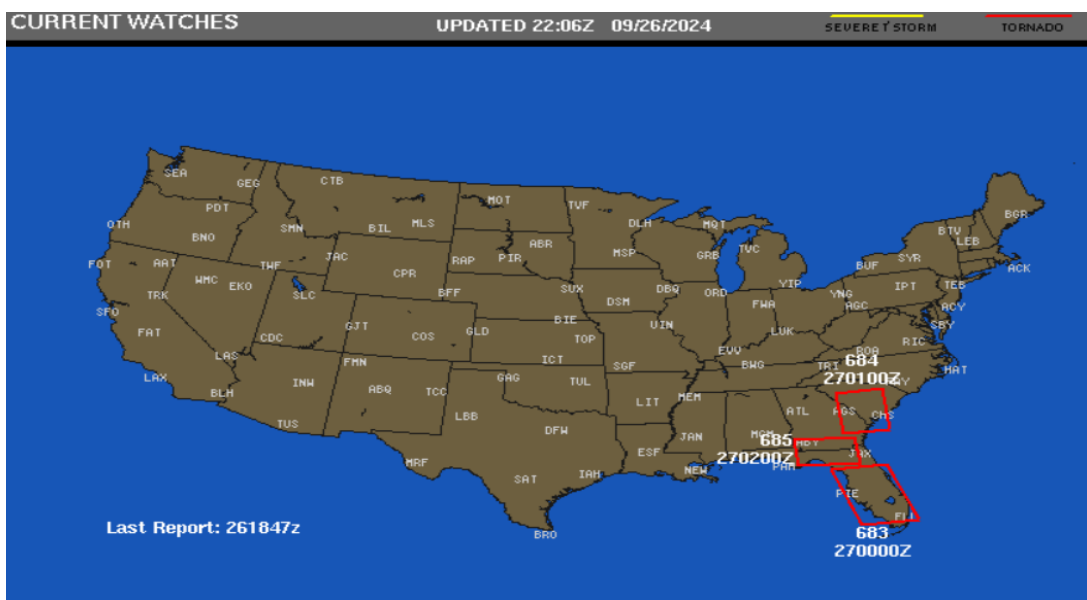 CURRENT WATCHES
UPDATED 22:06Z 09/26/2024
SEVERE T'STORM
TORNADO
SEA
GEG
CTB
MOT
TVF
DLH
MQT
BGR
PDT
OTH
BNO
SMN
BIL
MLS
ABR
MSP
GRB
TVC
BTV
LEB
SYR
BUF
ACK
FOT
AAT
WMC
EKO
TWF
JAC
CPR
RAP
PIR
TRK
SLC
BFF
SUX
DSM
DBQ
ORD
FWA
YIP
YNG
IPT
TEB
AGC
ACY
SFO
FAT
CDC
GJT
COS
GLD
BIE
TOP
UIN
LUK
SBY
RIC
ROA
LAS
FMN
ICT
SGF
EVV
BWG
TRI
684
HAT
LAX
BLH
INW
ABQ
TCC
GAG
TUL
LIT
MEM
270100Z
TUS
LBB
DFW
ATL
AGS
CHS
JAN
MGM
685
ESF
270200Z
JAX
MRF
SAT
IAH
NEW
PAM
PIE
Last Report: 261847z
BRO
683
270000Z